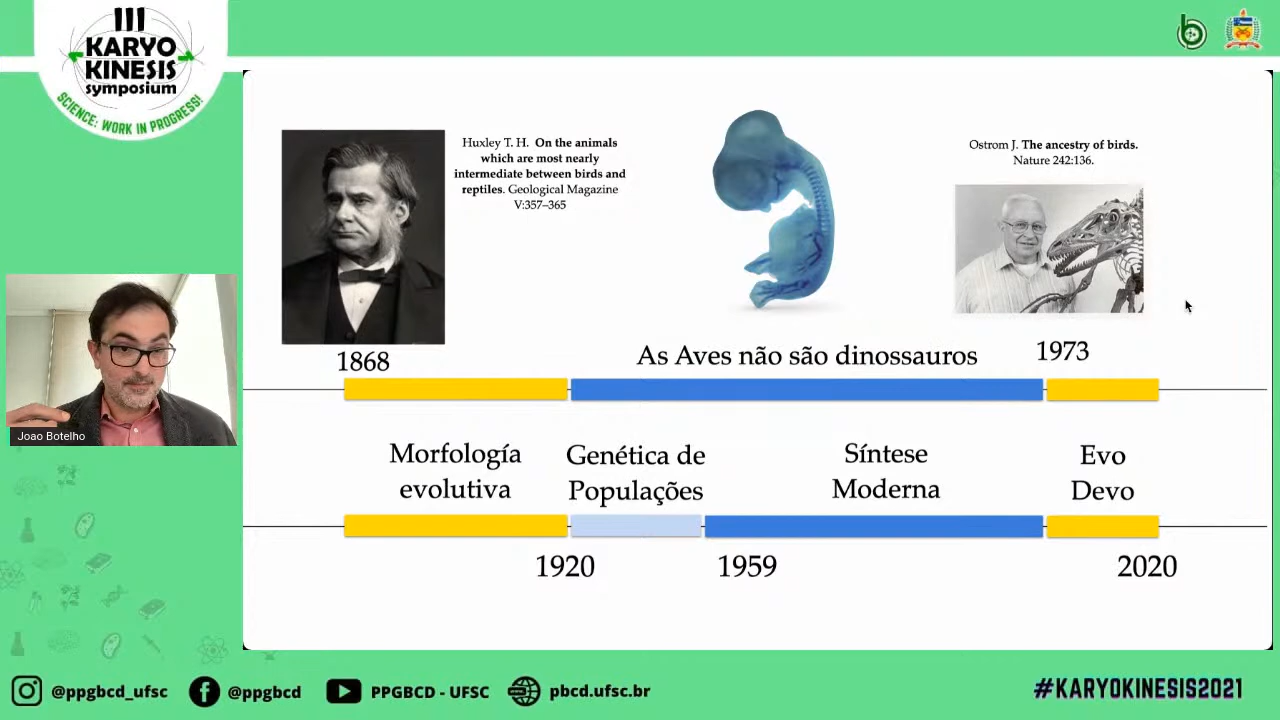 III
KARYO
KINESIS
symposium
SCIENCE: WORK IN PROGRESS!
Huxley T. H. On the animals
which are most nearly
intermediate between birds and
reptiles. Geological Magazine
V:357–365
Ostrom J. The ancestry of birds.
Nature 242:136.
1868
As Aves não são dinossauros
1973
Joao Botelho
Morfología
evolutiva
Genética de
Populações
Síntese
Moderna
Evo
Devo
1920
1959
2020
@ppgbcd_ufsc
@ppgbcd
PPGBCD - UFSC
pbcd.ufsc.br
#KARYOKINESIS2021